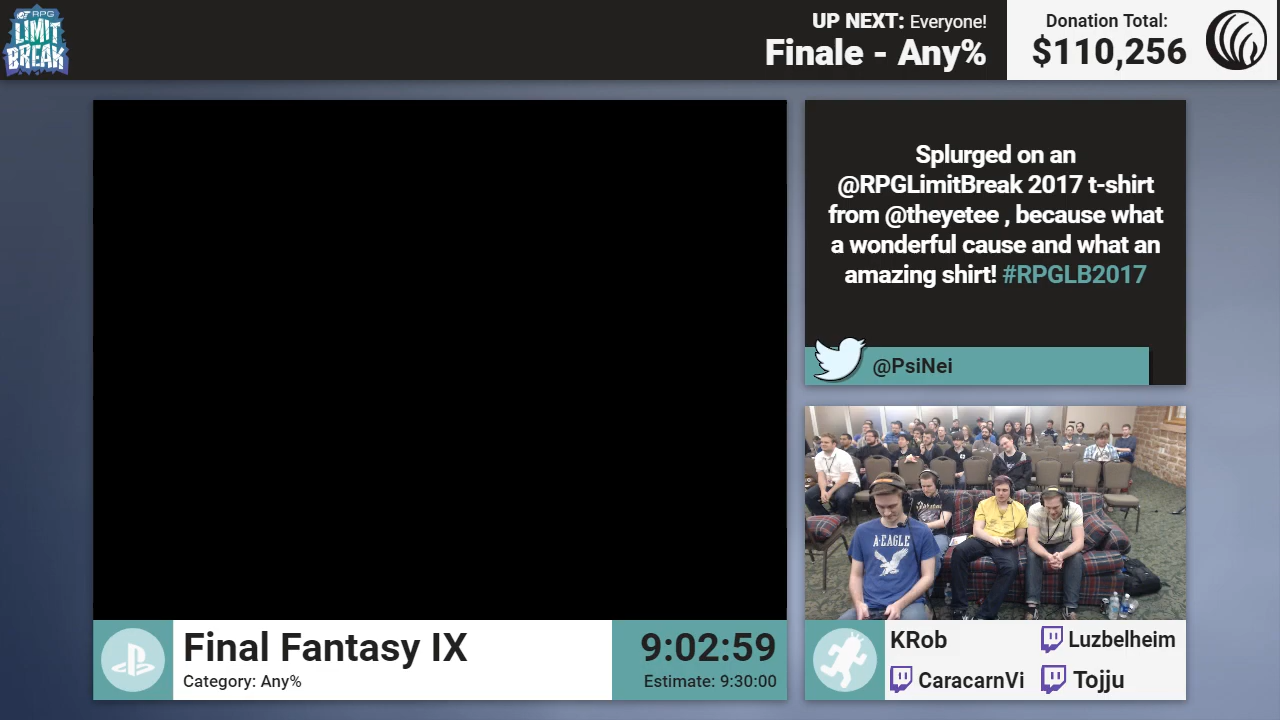 RPG
LIMIT
BREAK
UP NEXT: Everyone!
Finale - Any%
Donation Total:
$110,256
Splurged on an
@RPGLimitBreak 2017 t-shirt
from @theyetee , because what
a wonderful cause and what an
amazing shirt! #RPGLB2017
@PsiNei
A·EAGLE
Final Fantasy IX
Category: Any%
9:02:59
Estimate: 9:30:00
KRob
Luzbelheim
CaracarnVi
Tojju